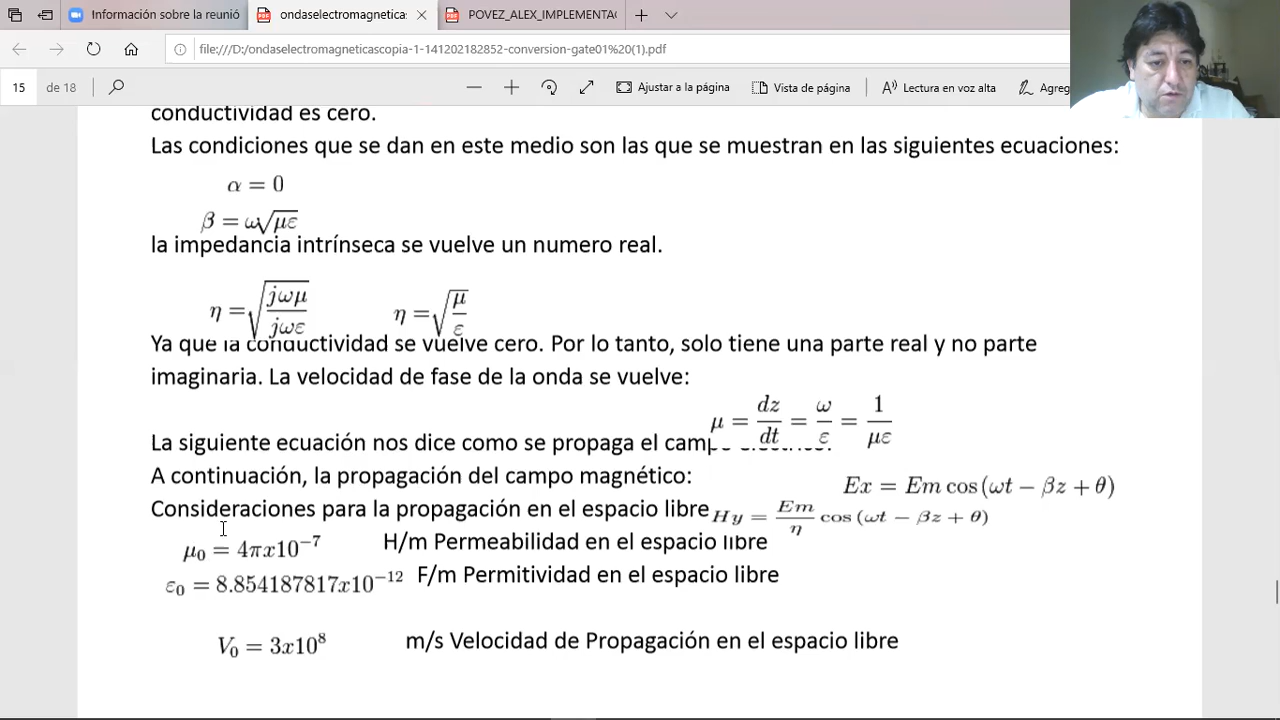 Información sobre la reunió
ondaselectromagneticas
POVEZ_ALEX_IMPLEMENTAC
file:///D:/ondaselectromagneticascopia-1-141202182852-conversion-gate01%20(1).pdf
15 de 18
Ajustar a la página
Vista de página
Lectura en voz alta
Agreg
conductividad es cero.
Las condiciones que se dan en este medio son las que se muestran en las siguientes ecuaciones:
α = 0
β = ω√με
la impedancia intrínseca se vuelve un numero real.
η = √(jωμ/jωε)    η = √(μ/ε)
Ya que la conductividad se vuelve cero. Por lo tanto, solo tiene una parte real y no parte
imaginaria. La velocidad de fase de la onda se vuelve:
μ = dz/dt = ω/ε = 1/με
La siguiente ecuación nos dice como se propaga el campo eléctrico:
A continuación, la propagación del campo magnético:
Ex = Em cos(ωt − βz + θ)
Consideraciones para la propagación en el espacio libre
Hy = Em/η cos (ωt − βz + θ)
μ₀ = 4πx10⁻⁷ H/m Permeabilidad en el espacio libre
ε₀ = 8.854187817x10⁻¹² F/m Permitividad en el espacio libre
V₀ = 3x10⁸ m/s Velocidad de Propagación en el espacio libre